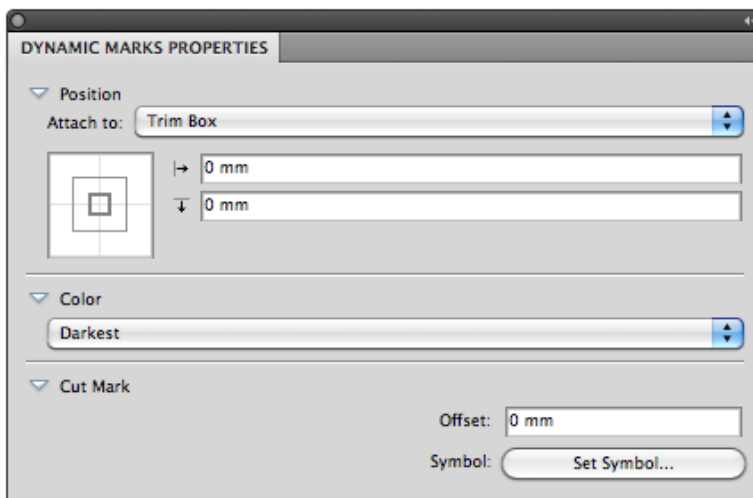 DYNAMIC MARKS PROPERTIES
Position
Attach to: Trim Box
0 mm
0 mm
Color
Darkest
Cut Mark
Offset: 0 mm
Symbol: Set Symbol...